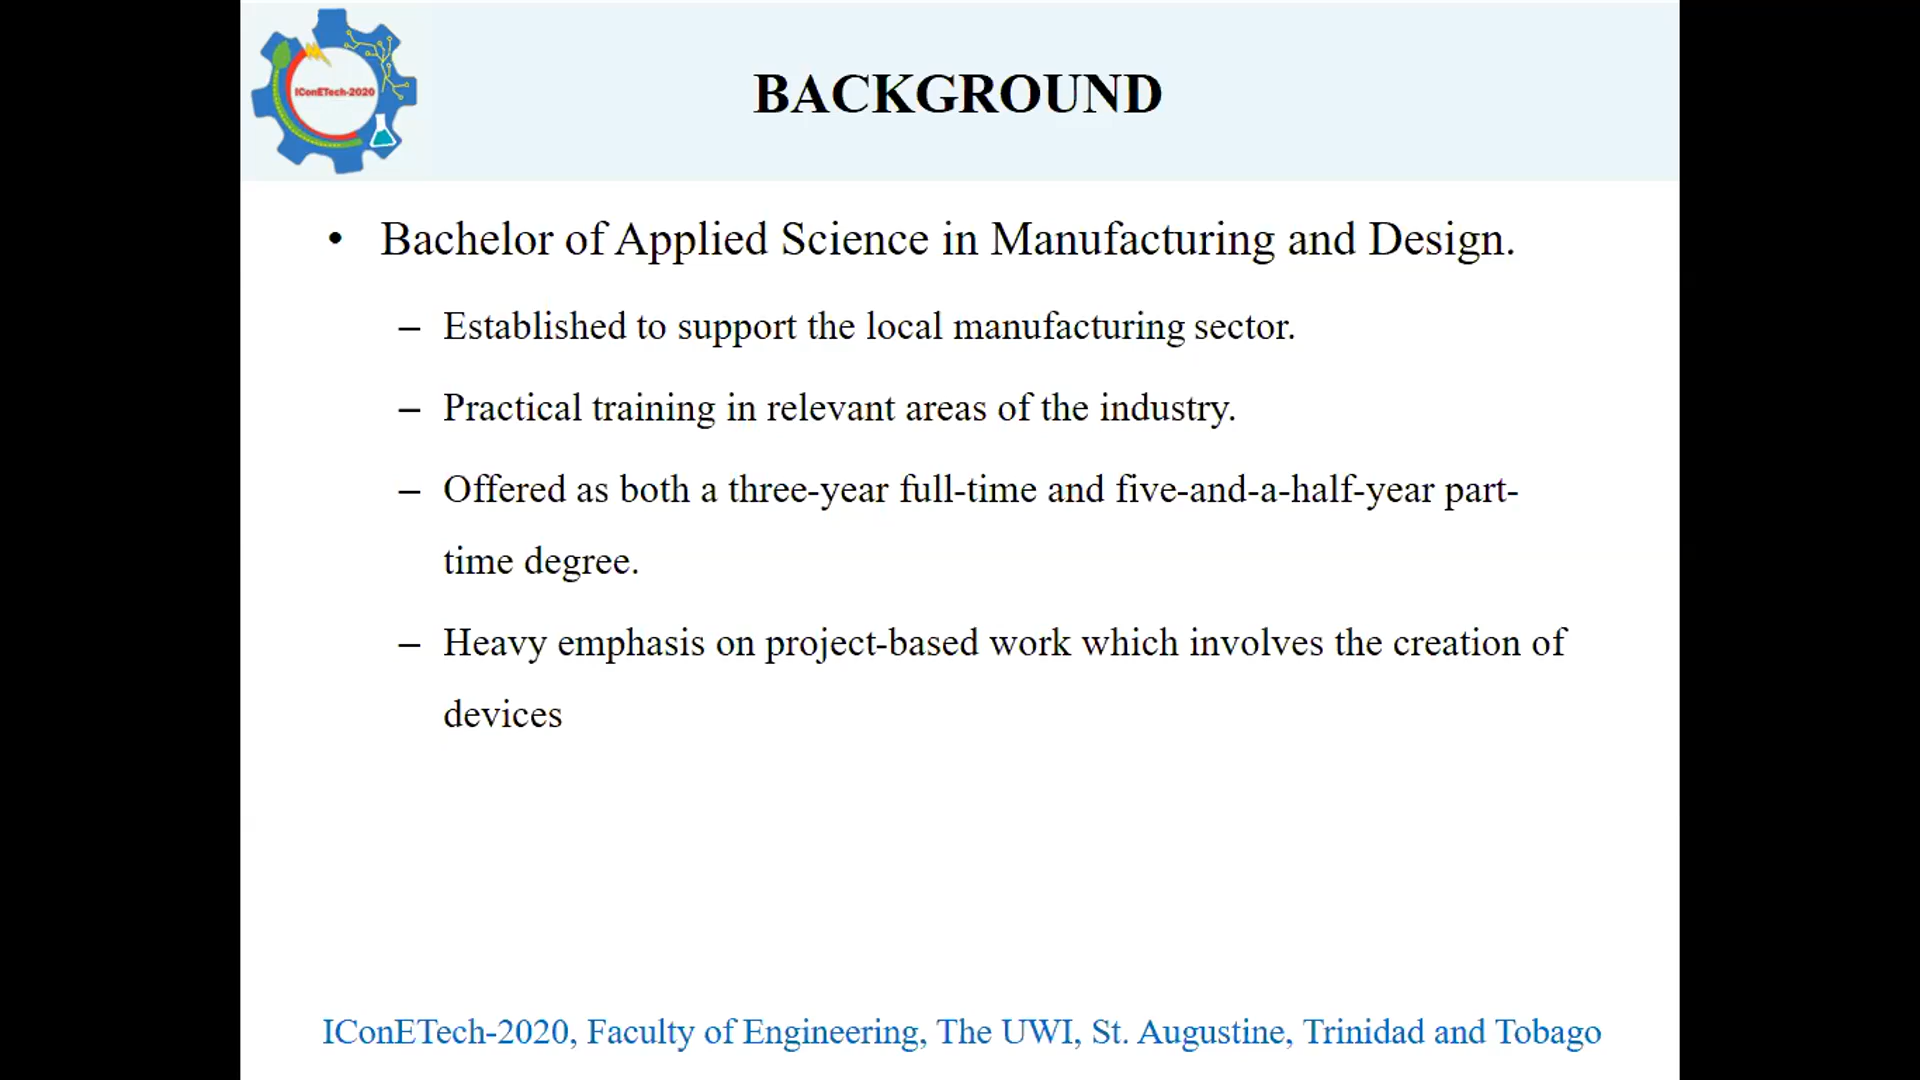 IConETech-2020
BACKGROUND
• Bachelor of Applied Science in Manufacturing and Design.
– Established to support the local manufacturing sector.
– Practical training in relevant areas of the industry.
– Offered as both a three-year full-time and five-and-a-half-year part-
time degree.
– Heavy emphasis on project-based work which involves the creation of
devices
IConETech-2020, Faculty of Engineering, The UWI, St. Augustine, Trinidad and Tobago